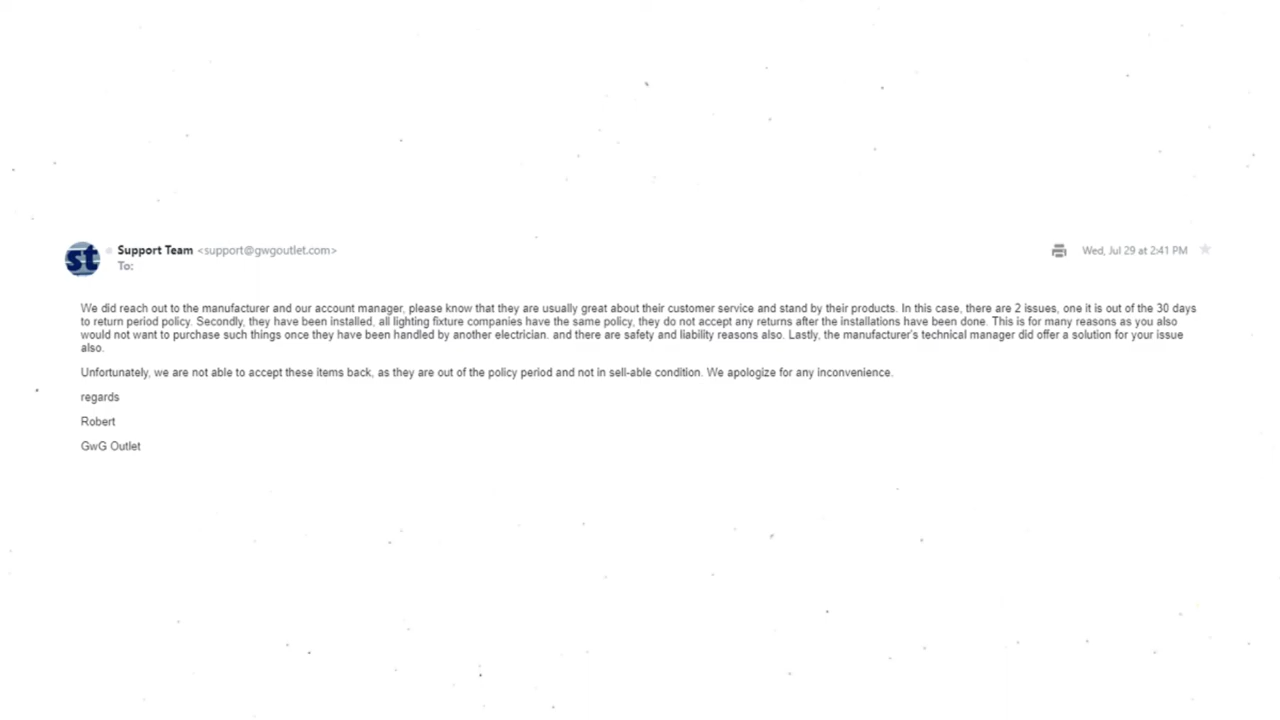 st
Support Team <support@gwgoutlet.com>
Wed, Jul 29 at 2:41 PM
To:
We did reach out to the manufacturer and our account manager, please know that they are usually great about their customer service and stand by their products. In this case, there are 2 issues, one it is out of the 30 days
to return period policy. Secondly, they have been installed, all lighting fixture companies have the same policy, they do not accept any returns after the installations have been done. This is for many reasons as you also
would not want to purchase such things once they have been handled by another electrician. and there are safety and liability reasons also. Lastly, the manufacturer's technical manager did offer a solution for your issue
also.
Unfortunately, we are not able to accept these items back, as they are out of the policy period and not in sell-able condition. We apologize for any inconvenience.
regards
Robert
GwG Outlet